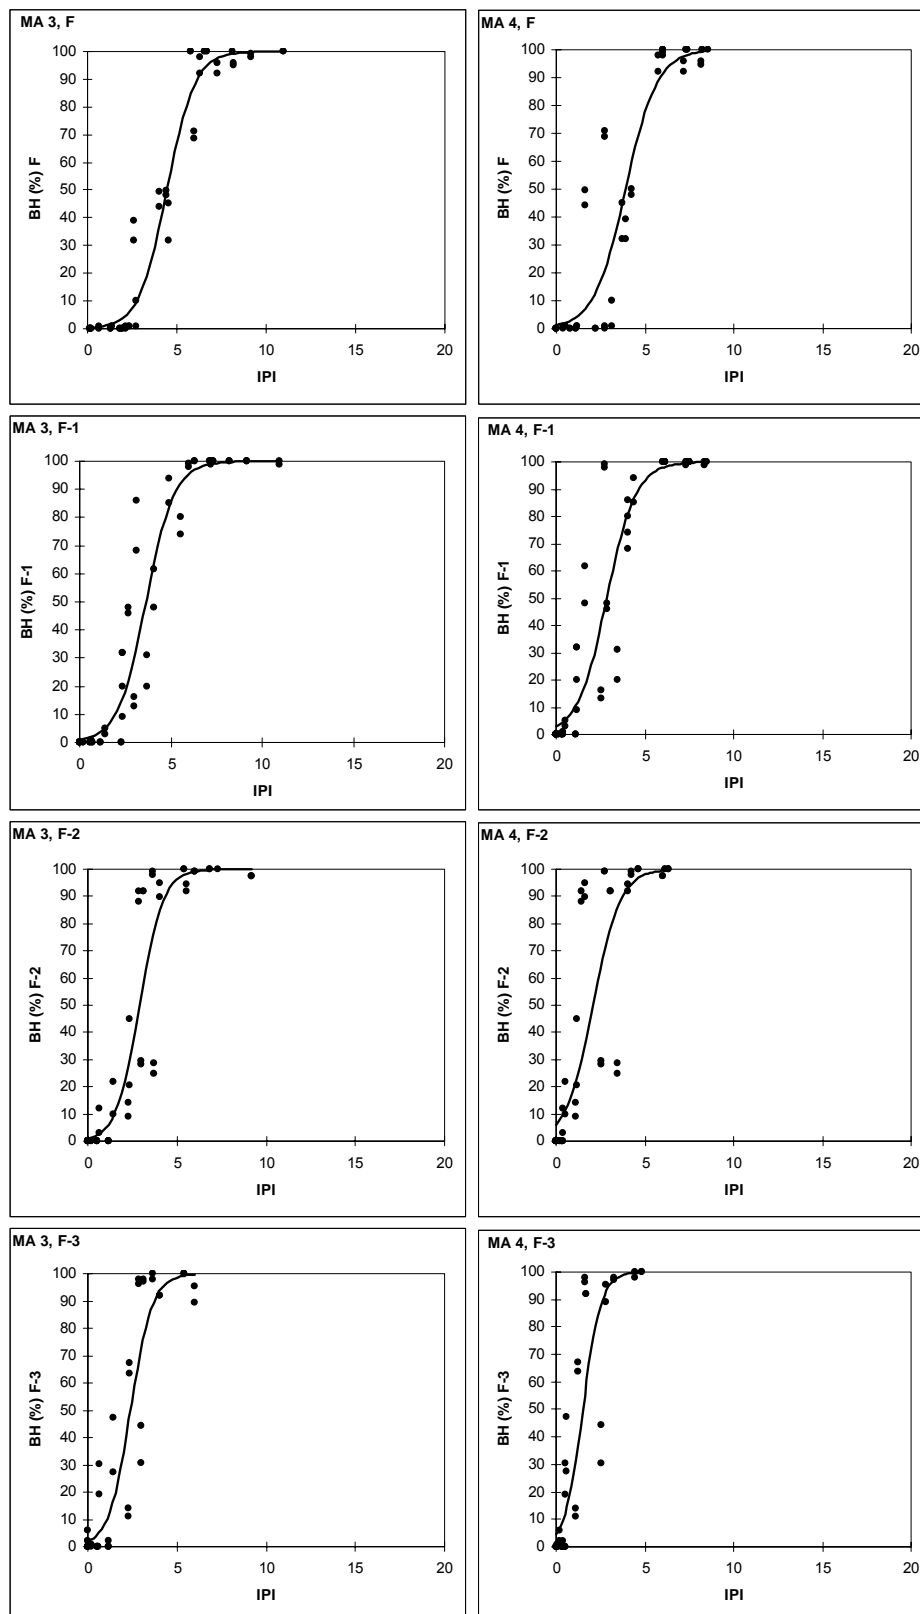 MA 3, F
100
90
80
70
60
50
40
30
20
10
0
BH (%) F
0 5 10 15 20
IPI
MA 4, F
100
90
80
70
60
50
40
30
20
10
0
BH (%) F
0 5 10 15 20
IPI
MA 3, F-1
100
90
80
70
60
50
40
30
20
10
0
BH (%) F-1
0 5 10 15 20
IPI
MA 4, F-1
100
90
80
70
60
50
40
30
20
10
0
BH (%) F-1
0 5 10 15 20
IPI
MA 3, F-2
100
90
80
70
60
50
40
30
20
10
0
BH (%) F-2
0 5 10 15 20
IPI
MA 4, F-2
100
90
80
70
60
50
40
30
20
10
0
BH (%) F-2
0 5 10 15 20
IPI
MA 3, F-3
100
90
80
70
60
50
40
30
20
10
0
BH (%) F-3
0 5 10 15 20
IPI
MA 4, F-3
100
90
80
70
60
50
40
30
20
10
0
BH (%) F-3
0 5 10 15 20
IPI